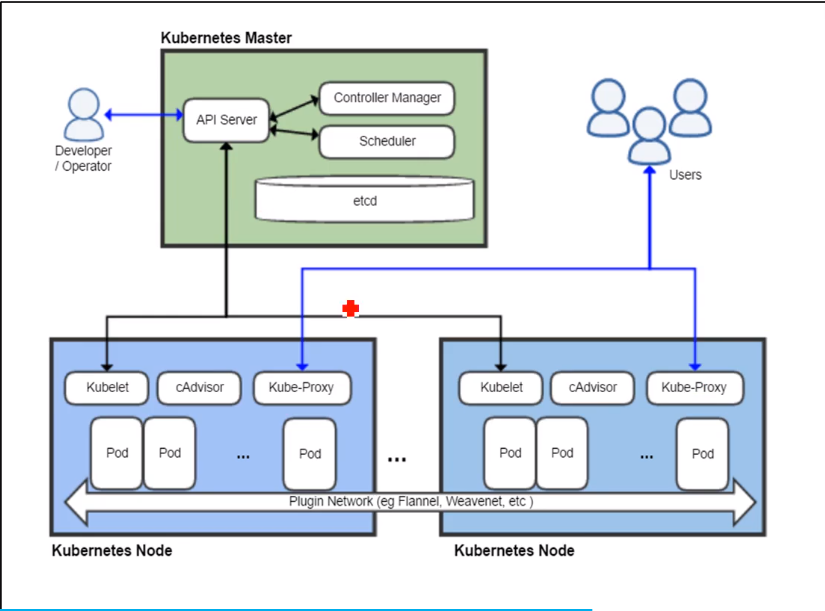 Kubernetes Master
API Server
Controller Manager
Scheduler
etcd
Developer
/ Operator
Users
Kubelet
cAdvisor
Kube-Proxy
Pod
Pod
...
Pod
...
Kubelet
cAdvisor
Kube-Proxy
Pod
Pod
...
Pod
Plugin Network (eg Flannel, Weavenet, etc )
Kubernetes Node
Kubernetes Node